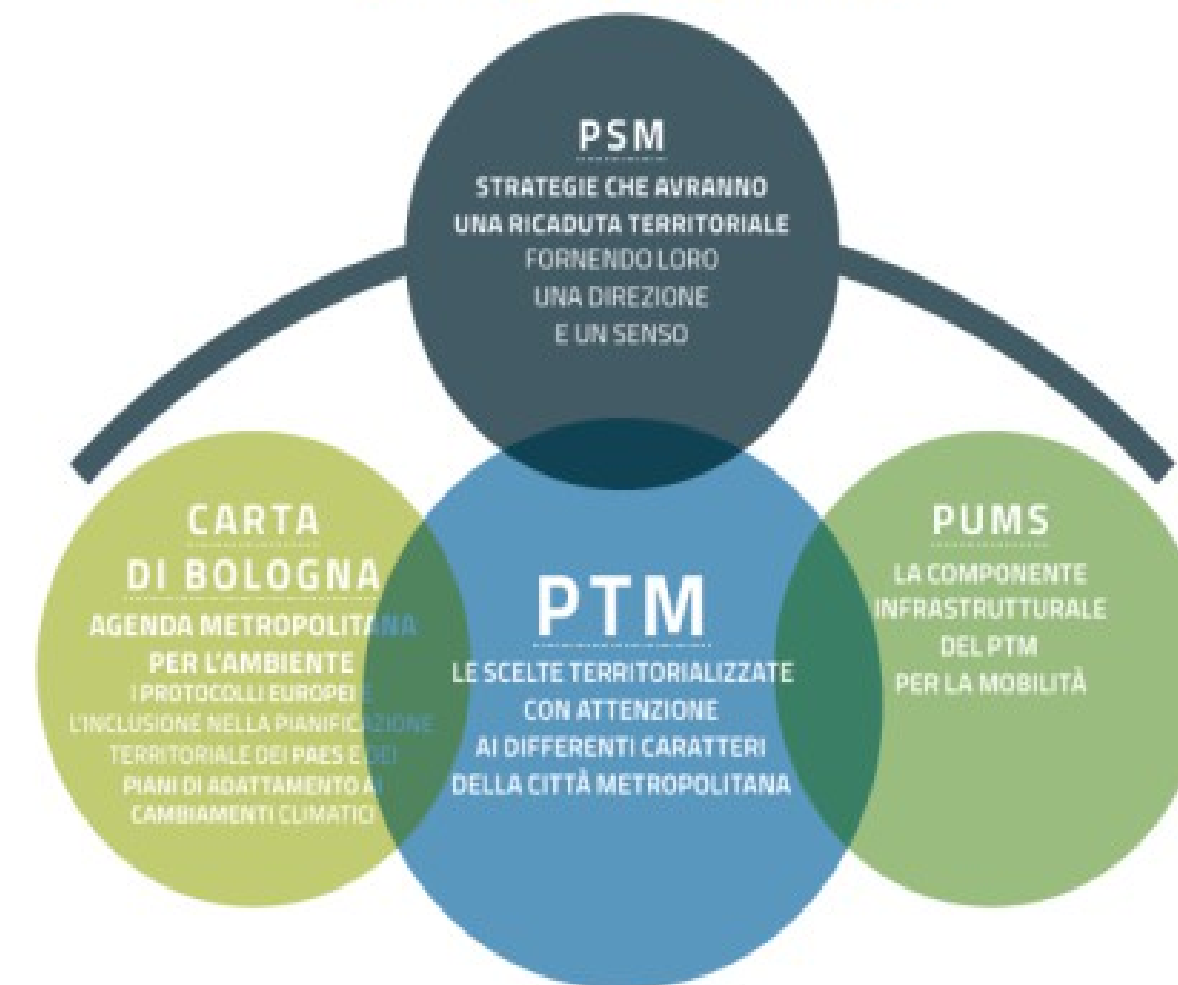 PSM
STRATEGIE CHE AVRANNO
UNA RICADUTA TERRITORIALE
FORNENDO LORO
UNA DIREZIONE
E UN SENSO
CARTA
DI BOLOGNA
AGENDA METROPOLITANA
PER L'AMBIENTE
I PROTOCOLLI EUROPEI E
L'INCLUSIONE NELLA PIANIFICAZIONE
TERRITORIALE DEI PAES E DEI
PIANI DI ADATTAMENTO AI
CAMBIAMENTI CLIMATICI
PTM
LE SCELTE TERRITORIALIZZATE
CON ATTENZIONE
AI DIFFERENTI CARATTERI
DELLA CITTÀ METROPOLITANA
PUMS
LA COMPONENTE
INFRASTRUTTURALE
DEL PTM
PER LA MOBILITÀ